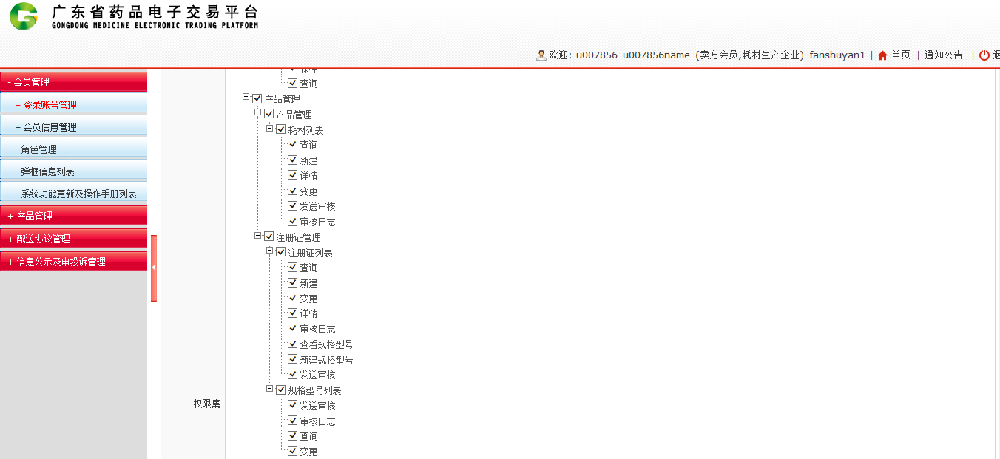 广东省药品电子交易平台
GONGDONG MEDICINE ELECTRONIC TRADING PLATFORM
欢迎: u007856-u007856name-(卖方会员,耗材生产企业)-fanshuyan1 | 首页 | 通知公告 | 退
- 会员管理
+ 登录账号管理
+ 会员信息管理
角色管理
弹框信息列表
系统功能更新及操作手册列表
+ 产品管理
+ 配送协议管理
+ 信息公示及申投诉管理
权限集
保存
查询
产品管理
产品管理
耗材列表
查询
新建
详情
变更
发送审核
审核日志
注册证管理
注册证列表
查询
新建
变更
详情
审核日志
查看规格型号
新建规格型号
发送审核
规格型号列表
发送审核
审核日志
查询
变更